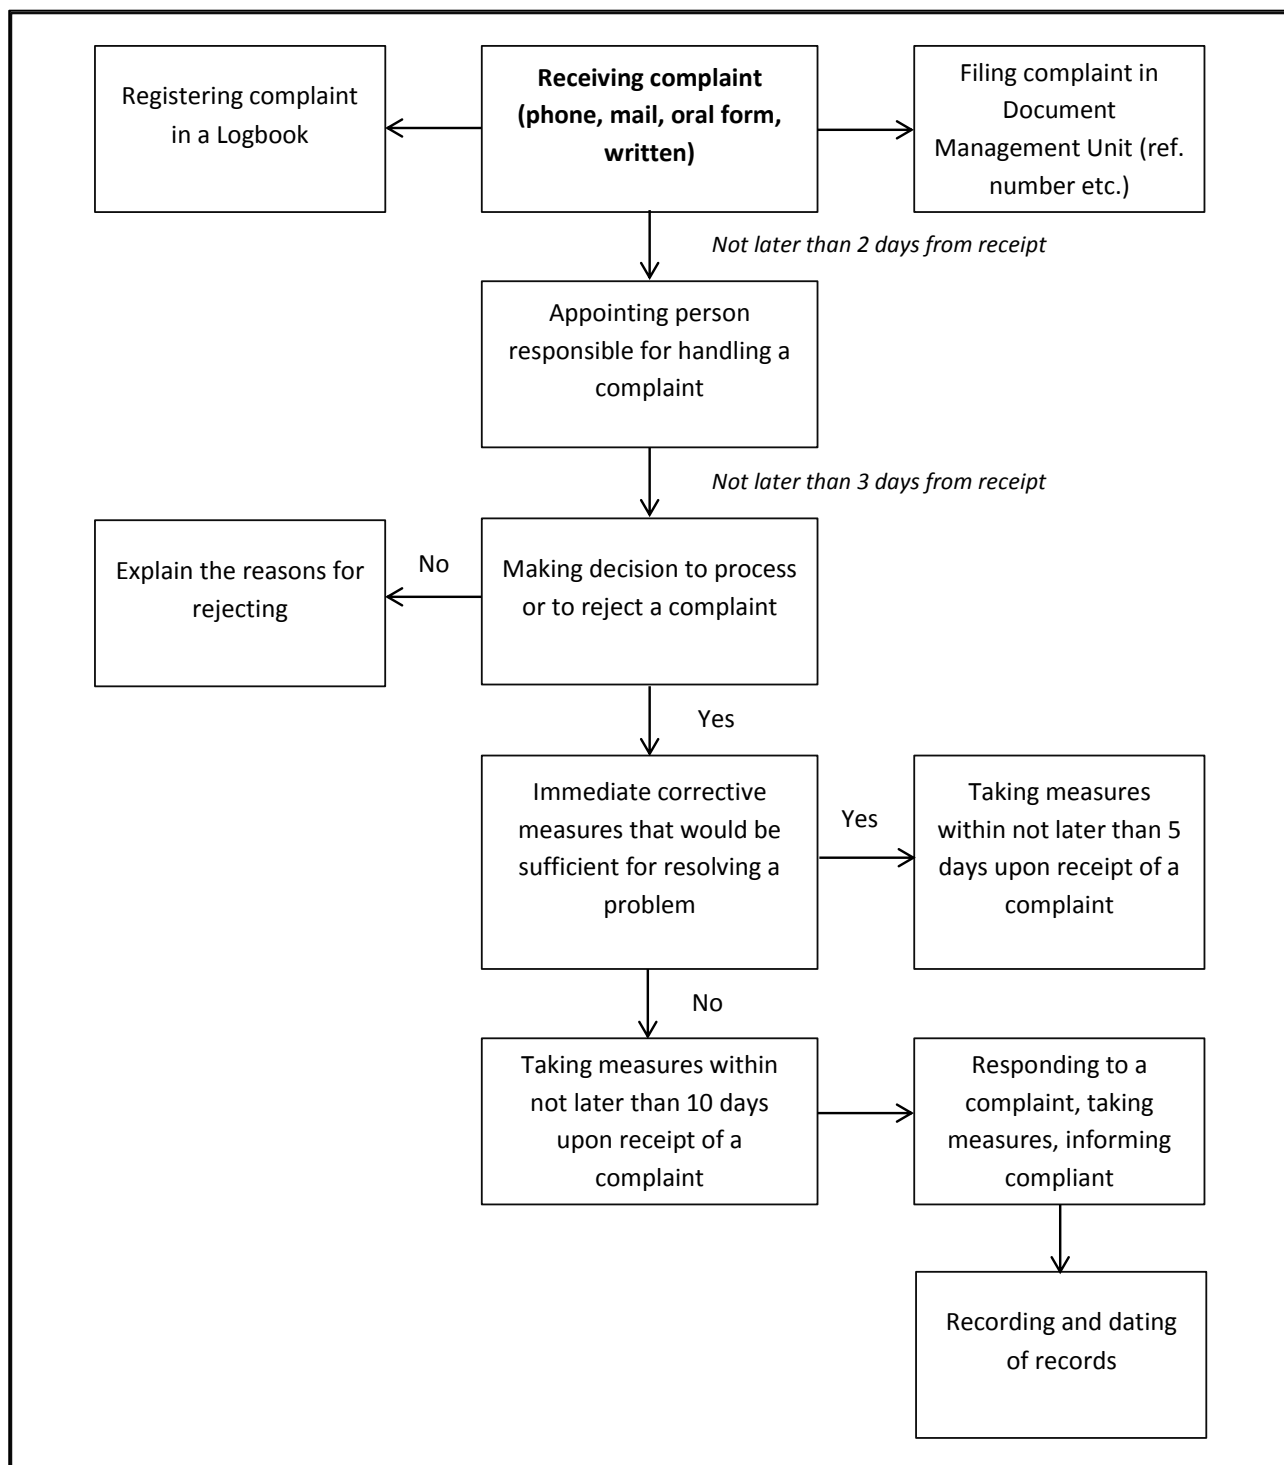 Registering complaint
in a Logbook
Receiving complaint
(phone, mail, oral form,
written)
Filing complaint in
Document
Management Unit (ref.
number etc.)
Not later than 2 days from receipt
Appointing person
responsible for handling a
complaint
Not later than 3 days from receipt
Explain the reasons for
rejecting
No
Making decision to process
or to reject a complaint
Yes
Immediate corrective
measures that would be
sufficient for resolving a
problem
Yes
Taking measures
within not later than 5
days upon receipt of a
complaint
No
Taking measures within
not later than 10 days
upon receipt of a
complaint
Responding to a
complaint, taking
measures, informing
compliant
Recording and dating
of records